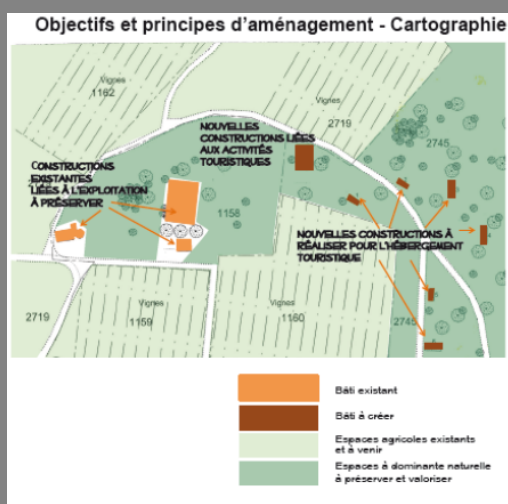 Objectifs et principes d'aménagement - Cartographie
Vignes
1162
Vignes
2719
2745
NOUVELLES
CONSTRUCTIONS LIÉES
AUX ACTIVITÉS
TOURISTIQUES
CONSTRUCTIONS
EXISTANTES
LIÉES À L'EXPLOITATION
À PRÉSERVER
1158
NOUVELLES CONSTRUCTIONS À
RÉALISER POUR L'HÉBERGEMENT
TOURISTIQUE
2719
Vignes
1159
Vignes
1160
2745
Bâti existant
Bâti à créer
Espaces agricoles existants
et à venir
Espaces à dominante naturelle
à préserver et valoriser